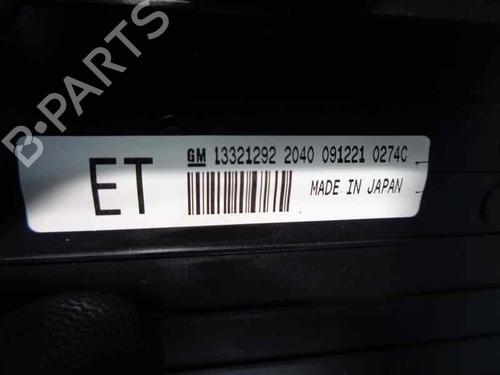 B-PARTS
ET
GM 13321292 2040 091221 0274C
MADE IN JAPAN